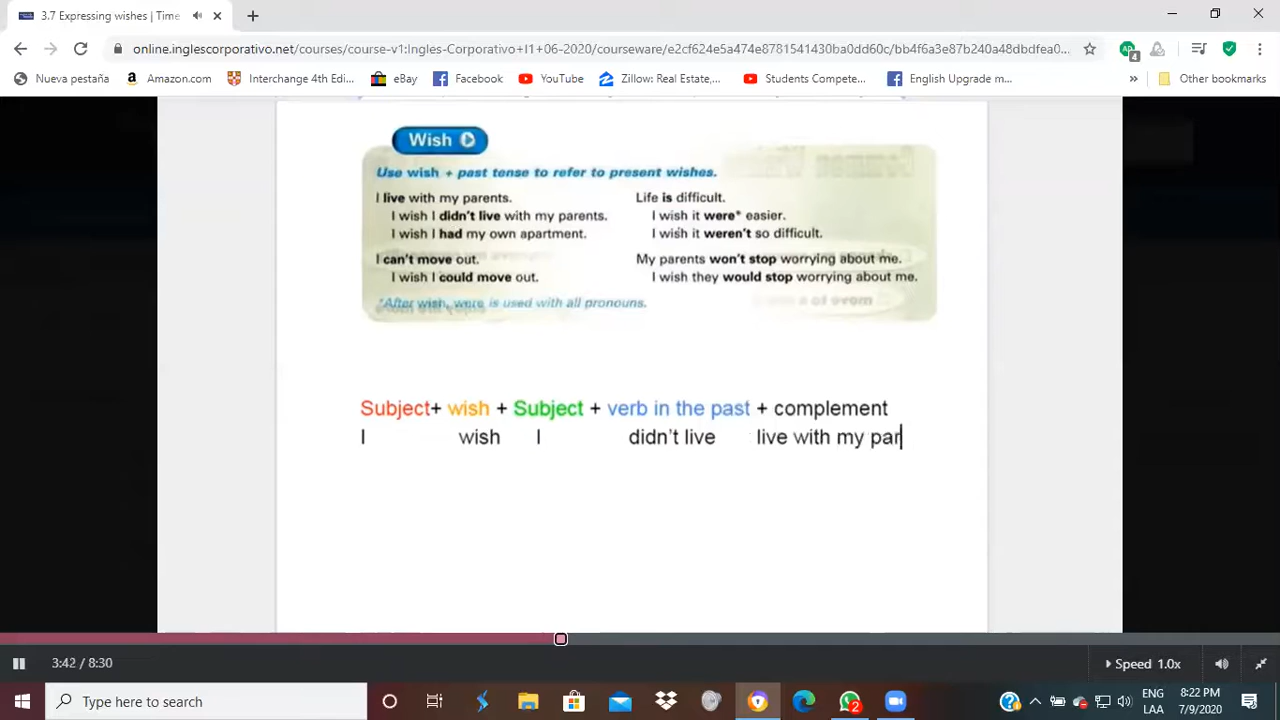 3.7 Expressing wishes | Time
online.inglescorporativo.net/courses/course-v1:Ingles-Corporativo+I1+06-2020/courseware/e2cf624e5a474e8781541430ba0dd60c/bb4f6a3e87b240a48dbdfea0...
4
Nueva pestaña
Amazon.com
Interchange 4th Edi...
eBay
Facebook
YouTube
Zillow: Real Estate,...
Students Compete...
English Upgrade m...
»
Other bookmarks
Wish
Use wish + past tense to refer to present wishes.
I live with my parents.
I wish I didn't live with my parents.
I wish I had my own apartment.
I can't move out.
I wish I could move out.
Life is difficult.
I wish it were* easier.
I wish it weren't so difficult.
My parents won't stop worrying about me.
I wish they would stop worrying about me.
*After wish, were is used with all pronouns.
Subject+ wish + Subject + verb in the past + complement
I wish I didn't live live with my par
3:42 / 8:30
Speed 1.0x
Type here to search
2
ENG
LAA
8:22 PM
7/9/2020